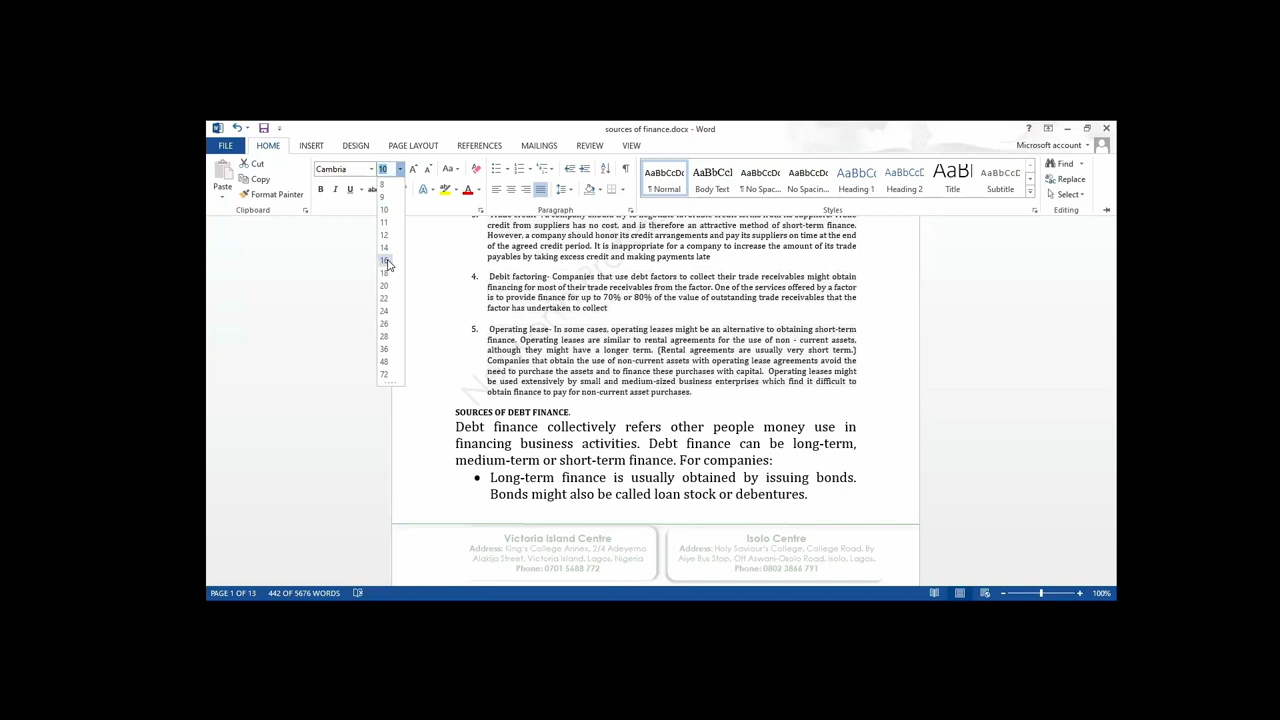 sources of finance.docx - Word
FILE HOME INSERT DESIGN PAGE LAYOUT REFERENCES MAILINGS REVIEW VIEW Microsoft account
Cut
Copy
Format Painter
Paste
Clipboard
Cambria 10
Aa
B I U abc
A A
Paragraph
AaBbCcDc AaBbCcl AaBbCcDc AaBbCcDc AaBbC AaBbCcD AaBl AaBbCcD
¶ Normal Body Text ¶ No Spac... No Spacin... Heading 1 Heading 2 Title Subtitle
Styles
Find
Replace
Select
Editing
8
9
10
11
12
14
16
18
20
22
24
26
28
36
48
72
credit from suppliers has no cost, and is therefore an attractive method of short-term finance.
However, a company should honor its credit arrangements and pay its suppliers on time at the end
of the agreed credit period. It is inappropriate for a company to increase the amount of its trade
payables by taking excess credit and making payments late
4. Debit factoring- Companies that use debt factors to collect their trade receivables might obtain
financing for most of their trade receivables from the factor. One of the services offered by a factor
is to provide finance for up to 70% or 80% of the value of outstanding trade receivables that the
factor has undertaken to collect
5. Operating lease- In some cases, operating leases might be an alternative to obtaining short-term
finance. Operating leases are similar to rental agreements for the use of non - current assets,
although they might have a longer term. (Rental agreements are usually very short term.)
Companies that obtain the use of non-current assets with operating lease agreements avoid the
need to purchase the assets and to finance these purchases with capital. Operating leases might
be used extensively by small and medium-sized business enterprises which find it difficult to
obtain finance to pay for non-current asset purchases.
SOURCES OF DEBT FINANCE.
Debt finance collectively refers other people money use in
financing business activities. Debt finance can be long-term,
medium-term or short-term finance. For companies:
• Long-term finance is usually obtained by issuing bonds.
Bonds might also be called loan stock or debentures.
Victoria Island Centre
Address: King's College Annex, 2/4 Adeyemo
Alakija Street, Victoria Island, Lagos, Nigeria
Phone: 0701 5688 772
Isolo Centre
Address: Holy Saviour's College, College Road, By
Aiye Bus Stop, Off Aswani-Osolo Road, Isolo, Lagos.
Phone: 0802 3866 791
PAGE 1 OF 13 442 OF 5676 WORDS 100%